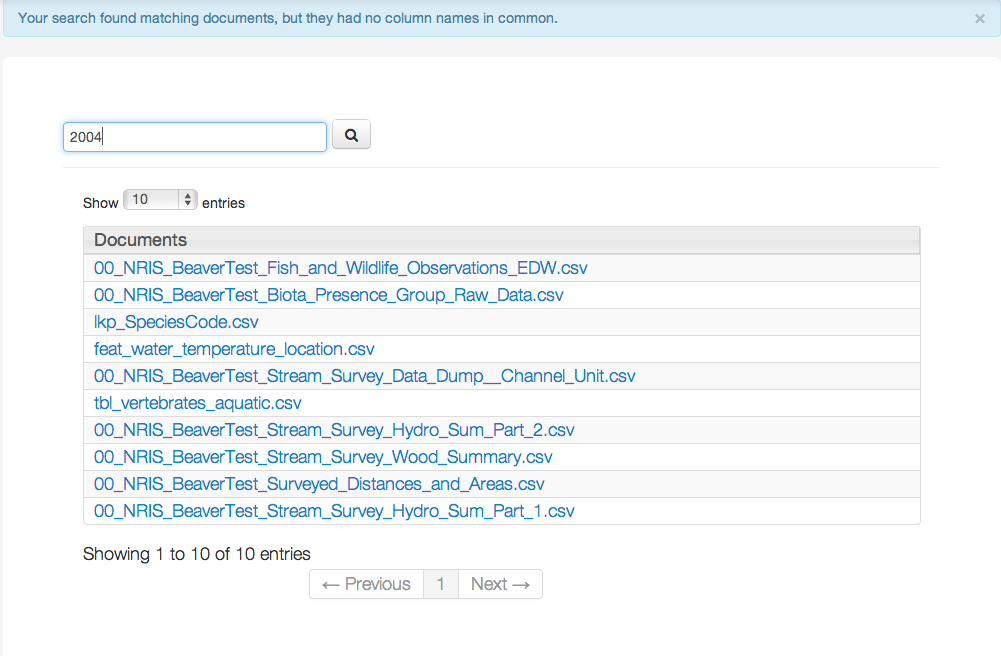 Your search found matching documents, but they had no column names in common. ×
2004
Show 10 entries
Documents
00_NRIS_BeaverTest_Fish_and_Wildlife_Observations_EDW.csv
00_NRIS_BeaverTest_Biota_Presence_Group_Raw_Data.csv
lkp_SpeciesCode.csv
feat_water_temperature_location.csv
00_NRIS_BeaverTest_Stream_Survey_Data_Dump__Channel_Unit.csv
tbl_vertebrates_aquatic.csv
00_NRIS_BeaverTest_Stream_Survey_Hydro_Sum_Part_2.csv
00_NRIS_BeaverTest_Stream_Survey_Wood_Summary.csv
00_NRIS_BeaverTest_Surveyed_Distances_and_Areas.csv
00_NRIS_BeaverTest_Stream_Survey_Hydro_Sum_Part_1.csv
Showing 1 to 10 of 10 entries
← Previous 1 Next →